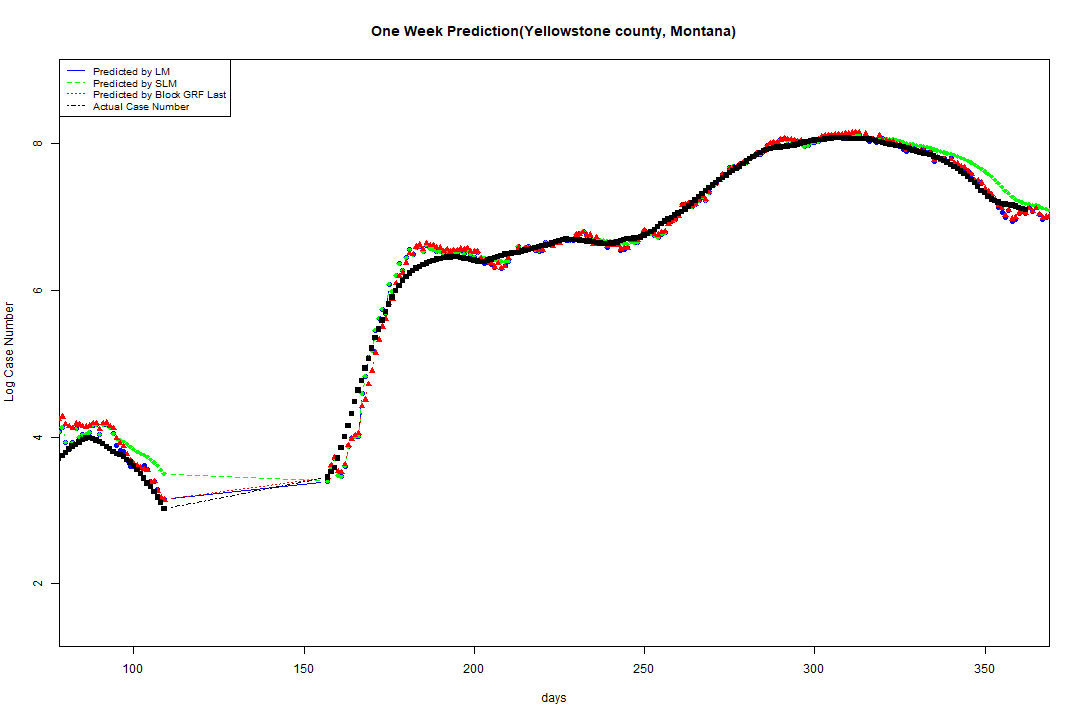 One Week Prediction(Yellowstone county, Montana)
Predicted by LM
Predicted by SLM
Predicted by Block GRF Last
Actual Case Number
8
6
4
2
Log Case Number
100 150 200 250 300 350
days